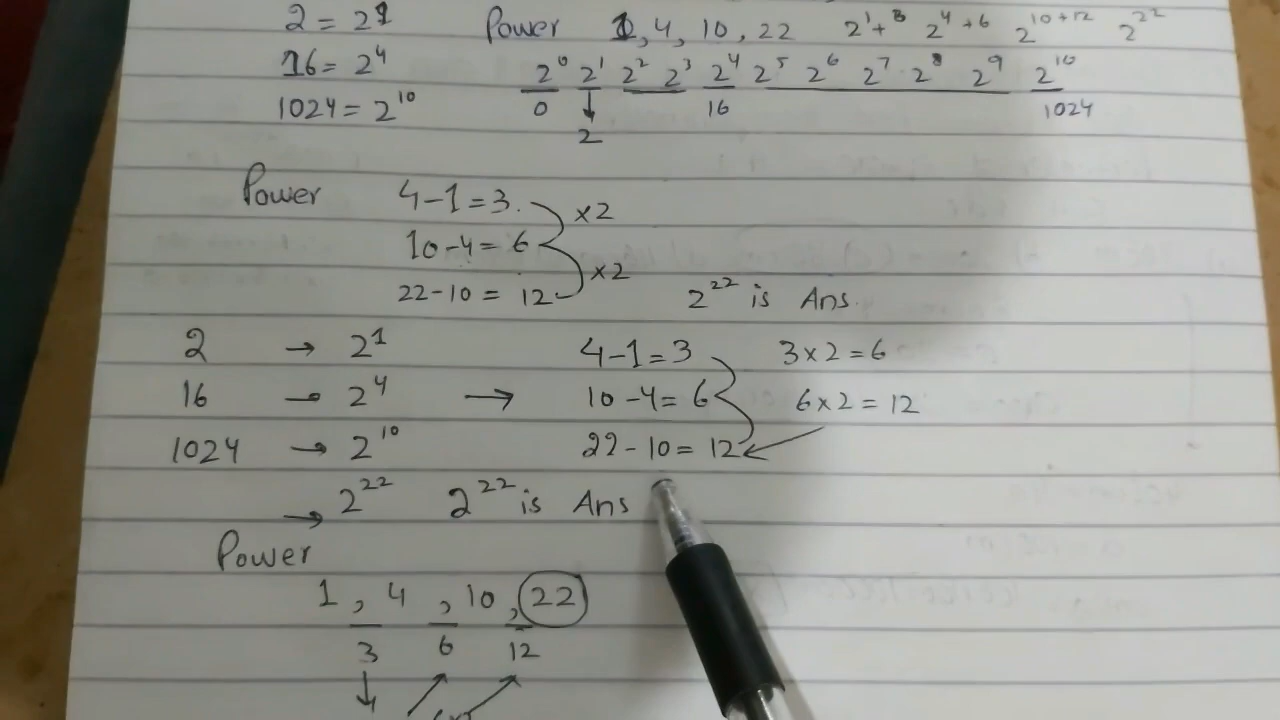 2 = 2^1 Power 1, 4, 10, 22 2^1+3 2^4+6 2^10+12 2^22
16 = 2^4 2^0 2^1 2^2 2^3 2^4 2^5 2^6 2^7 2^8 2^9 2^10
1024 = 2^10 0 ↓ 16 1024
2
Power 4-1=3 ×2
10-4= 6 ×2
22-10 = 12 2^22 is Ans.
2 → 2^1 4-1=3 3×2=6
16 → 2^4 → 10-4= 6 6×2=12
1024 → 2^10 22-10= 12
→ 2^22 2^22 is Ans
Power
1, 4, 10, 22
3 6 12